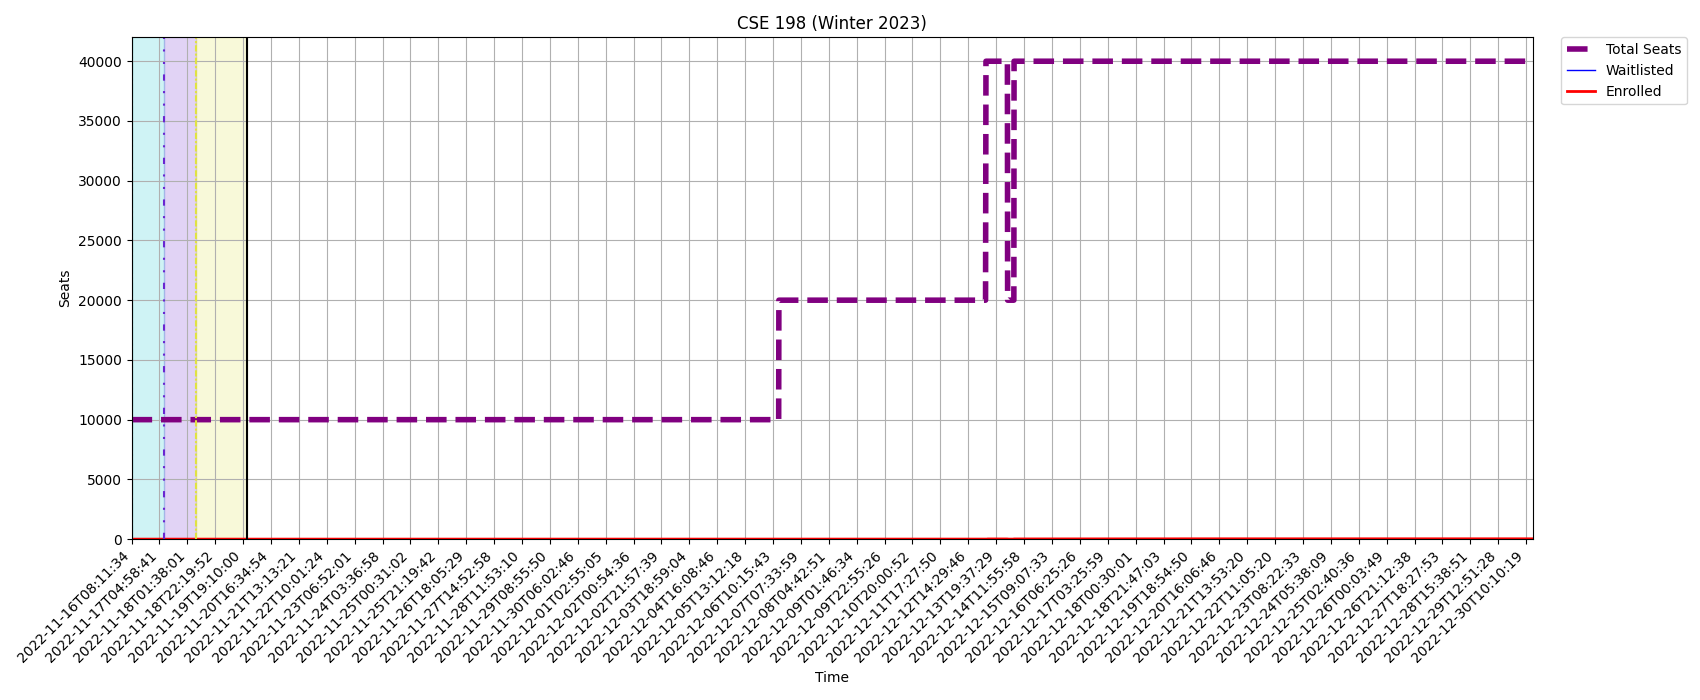 CSE 198 (Winter 2023)
Total Seats
Waitlisted
Enrolled
40000
35000
30000
25000
20000
15000
10000
5000
0
Seats
2022-11-16T08:11:34
2022-11-17T04:58:41
2022-11-18T01:38:01
2022-11-18T22:19:52
2022-11-19T19:10:00
2022-11-20T16:34:54
2022-11-21T13:13:21
2022-11-22T10:01:24
2022-11-23T06:52:01
2022-11-24T03:36:58
2022-11-25T00:31:02
2022-11-25T21:19:42
2022-11-26T18:05:29
2022-11-27T14:52:58
2022-11-28T11:53:10
2022-11-29T08:55:50
2022-11-30T06:02:46
2022-12-01T02:55:05
2022-12-02T00:54:36
2022-12-02T21:57:39
2022-12-03T18:59:04
2022-12-04T16:08:46
2022-12-05T13:12:18
2022-12-06T10:15:43
2022-12-07T07:33:59
2022-12-08T04:42:51
2022-12-09T01:46:34
2022-12-09T22:55:26
2022-12-10T20:00:52
2022-12-11T17:27:50
2022-12-12T14:29:46
2022-12-13T19:37:29
2022-12-14T11:55:58
2022-12-15T09:07:33
2022-12-16T06:25:26
2022-12-17T03:25:59
2022-12-18T00:30:01
2022-12-18T21:47:03
2022-12-19T18:54:50
2022-12-20T16:06:46
2022-12-21T13:53:20
2022-12-22T11:05:20
2022-12-23T08:22:33
2022-12-24T05:38:09
2022-12-25T02:40:36
2022-12-26T00:03:49
2022-12-26T21:12:38
2022-12-27T18:27:53
2022-12-28T15:38:51
2022-12-29T12:51:28
2022-12-30T10:10:19
Time